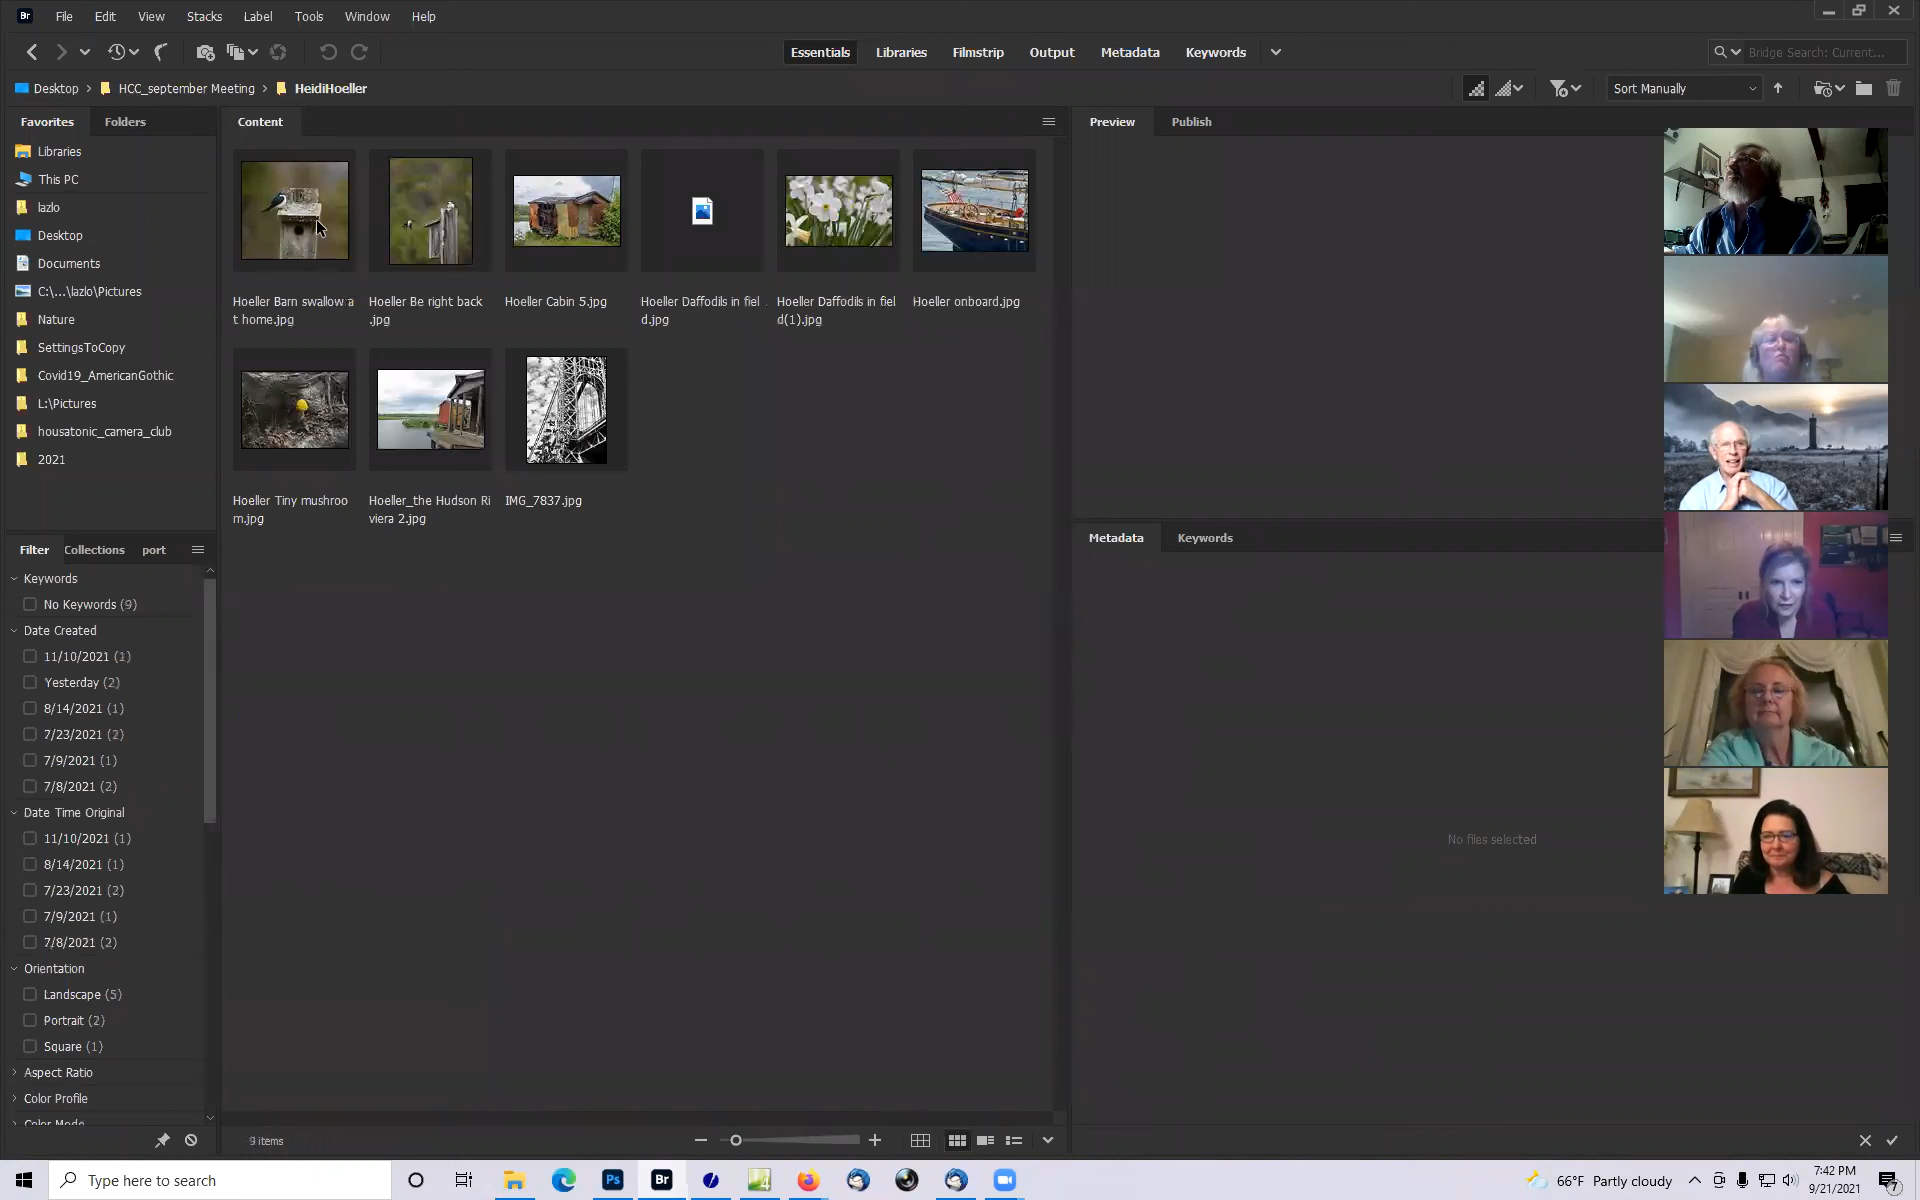 Br File Edit View Stacks Label Tools Window Help
Essentials Libraries Filmstrip Output Metadata Keywords
Bridge Search: Current...
Desktop HCC_september Meeting HeidiHoeller
Sort Manually
Favorites Folders
Content
Preview Publish
Libraries
This PC
lazlo
Desktop
Documents
C:\...\lazlo\Pictures
Nature
SettingsToCopy
Covid19_AmericanGothic
L:\Pictures
housatonic_camera_club
2021
Hoeller Barn swallow a
t home.jpg
Hoeller Be right back
.jpg
Hoeller Cabin 5.jpg
Hoeller Daffodils in fiel
d.jpg
Hoeller Daffodils in fiel
d(1).jpg
Hoeller onboard.jpg
Hoeller Tiny mushroo
m.jpg
Hoeller_the Hudson Ri
viera 2.jpg
IMG_7837.jpg
Filter Collections port
Keywords
No Keywords (9)
Date Created
11/10/2021 (1)
Yesterday (2)
8/14/2021 (1)
7/23/2021 (2)
7/9/2021 (1)
7/8/2021 (2)
Date Time Original
11/10/2021 (1)
8/14/2021 (1)
7/23/2021 (2)
7/9/2021 (1)
7/8/2021 (2)
Orientation
Landscape (5)
Portrait (2)
Square (1)
Aspect Ratio
Color Profile
Color Mode
Metadata Keywords
No files selected
9 items
Type here to search
Ps
Br
4
66°F Partly cloudy
7:42 PM
9/21/2021
7